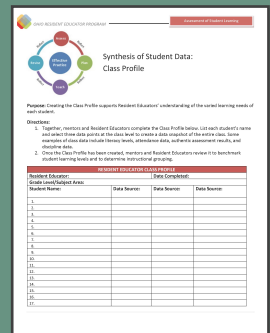 OHIO RESIDENT EDUCATOR PROGRAM
Assessment of Student Learning
Assess
Effective
Practice
Plan
Teach
Revise
Synthesis of Student Data:
Class Profile
Purpose: Creating the Class Profile supports Resident Educators' understanding of the varied learning needs of
each student.
Directions:
1. Together, mentors and Resident Educators complete the Class Profile below. List each student's name
and select three data points at the class level to create a data snapshot of the entire class. Some
examples of class data include literacy levels, attendance data, authentic assessment results, and
discipline data.
2. Once the Class Profile has been created, mentors and Resident Educators review it to benchmark
student learning levels and to determine instructional grouping.
RESIDENT EDUCATOR CLASS PROFILE
Resident Educator: Date Completed:
Grade Level/Subject Area:
Student Name: Data Source: Data Source: Data Source:
1.
2.
3.
4.
5.
6.
7.
8.
9.
10.
11.
12.
13.
14.
15.
16.
17.